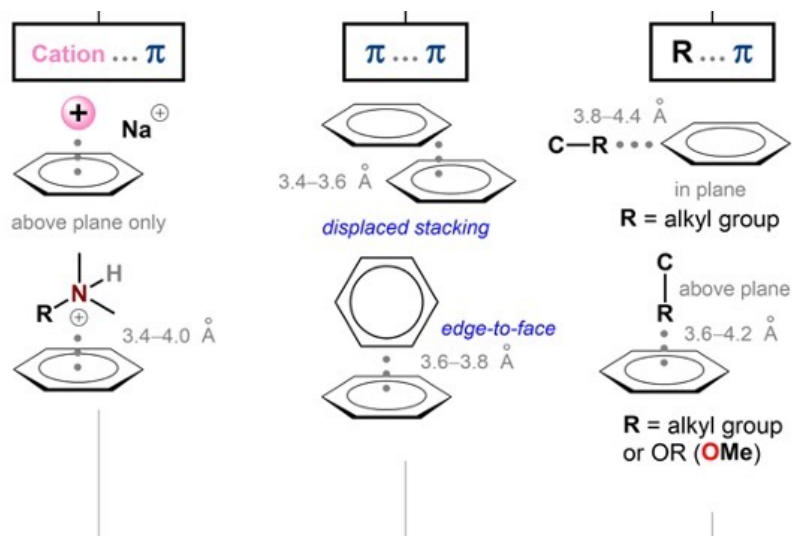 Cation ... π
+
Na⊕
above plane only
R
N
H
⊕
3.4–4.0 Å
π ... π
3.4–3.6 Å
displaced stacking
edge-to-face
3.6–3.8 Å
R ... π
3.8–4.4 Å
C–R
in plane
R = alkyl group
C
above plane
R
3.6–4.2 Å
R = alkyl group
or OR (OMe)